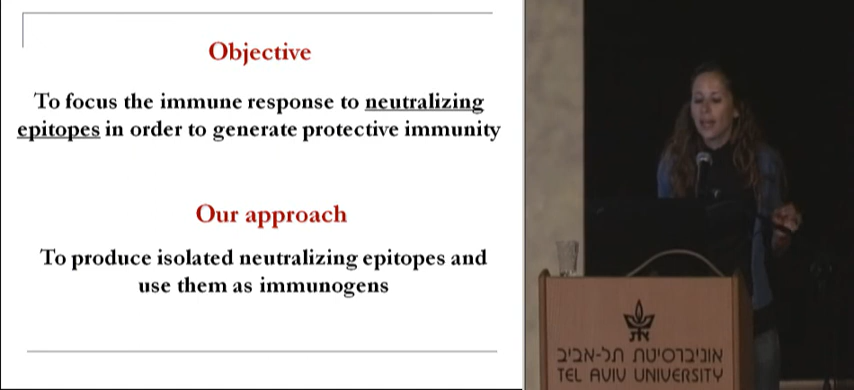 Objective
To focus the immune response to neutralizing
epitopes in order to generate protective immunity
Our approach
To produce isolated neutralizing epitopes and
use them as immunogens
אוניברסיטת תל-אביב
TEL AVIV UNIVERSITY